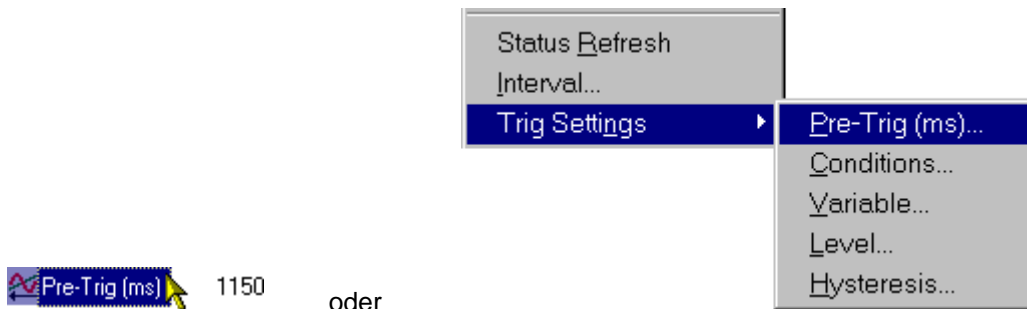 Status Refresh
Interval...
Trig Settings
Pre-Trig (ms)...
Conditions...
Variable...
Level...
Hysteresis...
Pre-Trig (ms) 1150 oder